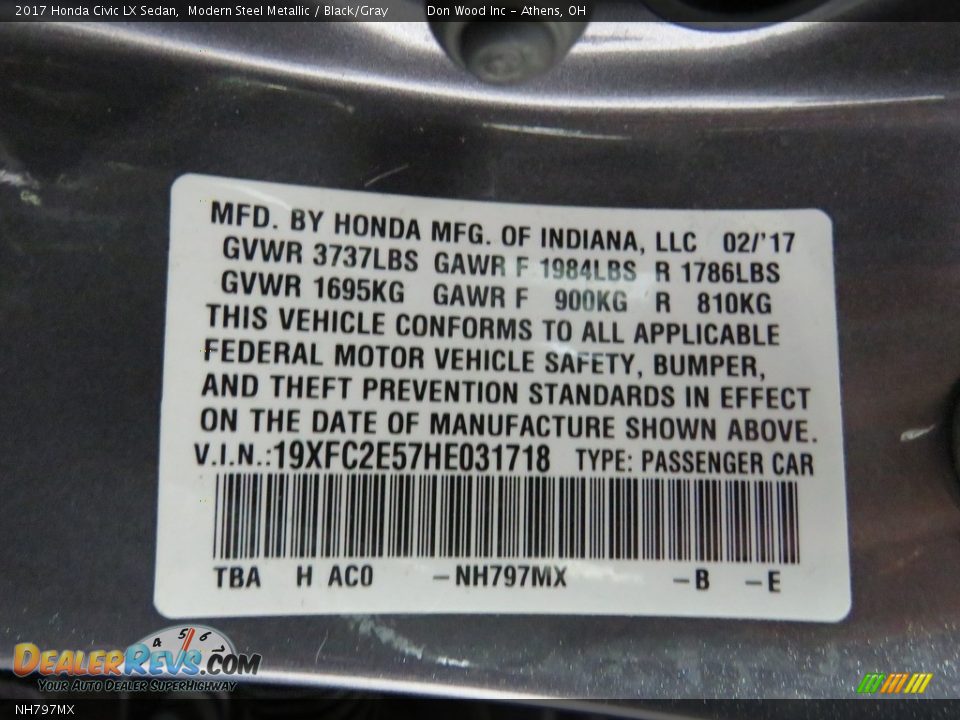 2017 Honda Civic LX Sedan,  Modern Steel Metallic / Black/Gray        Don Wood Inc - Athens, OH
MFD. BY HONDA MFG. OF INDIANA, LLC 02/'17
GVWR 3737LBS GAWR F 1984LBS R 1786LBS
GVWR 1695KG GAWR F 900KG R 810KG
THIS VEHICLE CONFORMS TO ALL APPLICABLE
FEDERAL MOTOR VEHICLE SAFETY, BUMPER,
AND THEFT PREVENTION STANDARDS IN EFFECT
ON THE DATE OF MANUFACTURE SHOWN ABOVE.
V.I.N.:19XFC2E57HE031718 TYPE: PASSENGER CAR
TBA H AC0 -NH797MX -B -E
4 5 6
DEALERREVS.COM
YOUR AUTO DEALER SUPERHIGHWAY
NH797MX